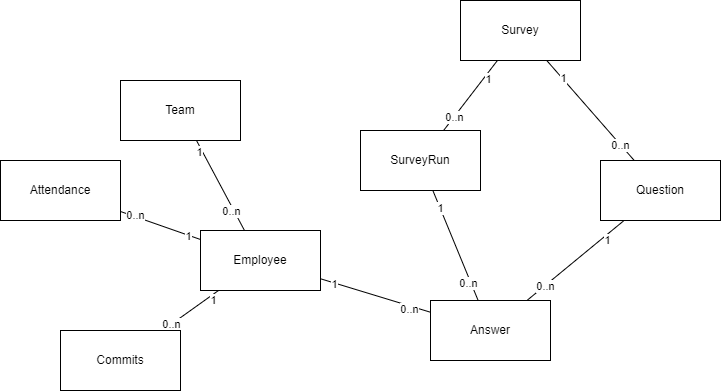 Survey
1
1
0..n
0..n
Team
1
SurveyRun
Question
Attendance
0..n
1
0..n
1
1
Employee
1
0..n
0..n
0..n
1
0..n
Answer
Commits